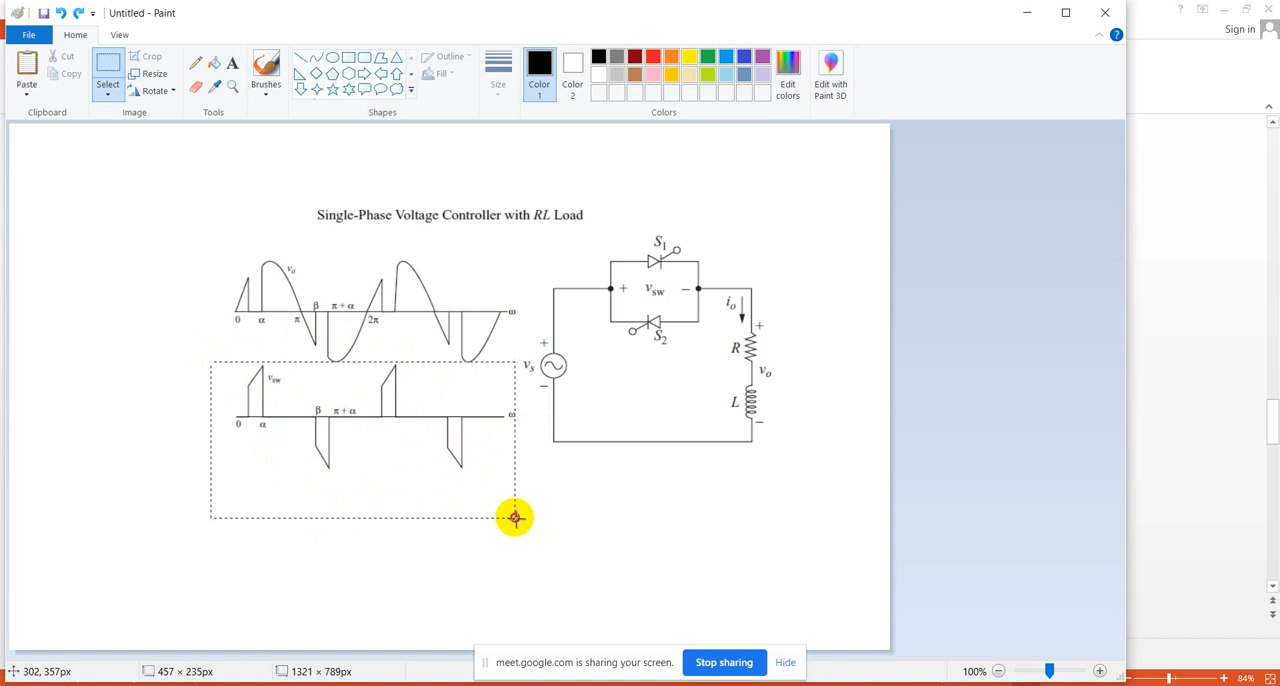 Untitled - Paint
Sign in
File
Home
View
Paste
Cut
Copy
Clipboard
Select
Crop
Resize
Rotate
Image
A
Tools
Brushes
Outline
Fill
Shapes
Size
Color 1
Color 2
Edit colors
Colors
Edit with Paint 3D
Single-Phase Voltage Controller with RL Load
vo
β
π + α
0
α
π
2π
ω
vsw
β
π + α
0
α
ω
S1
+ vsw −
S2
io
+
vs
−
R
+
vo
L
−
meet.google.com is sharing your screen.
Stop sharing
Hide
302, 357px
457 × 235px
1321 × 789px
100%
84%